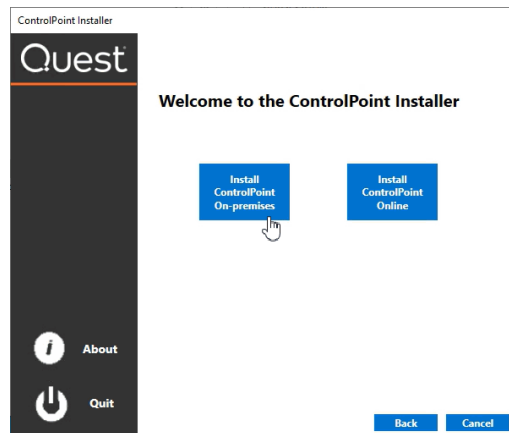 ControlPoint Installer
Quest
Welcome to the ControlPoint Installer
Install
ControlPoint
On-premises
Install
ControlPoint
Online
i
About
Quit
Back
Cancel